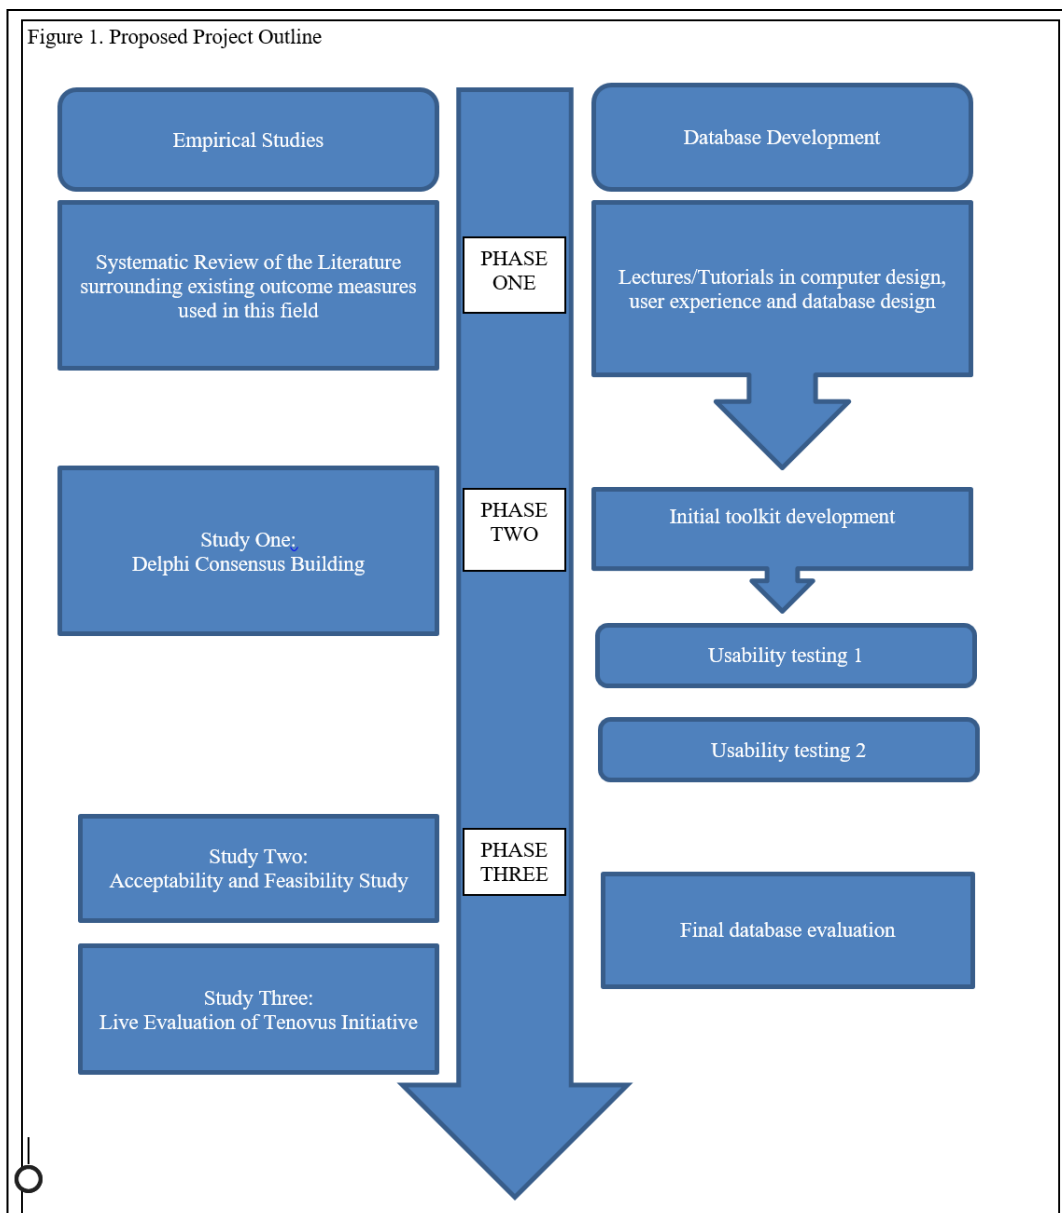 Figure 1. Proposed Project Outline
Empirical Studies
Database Development
Systematic Review of the Literature
surrounding existing outcome measures
used in this field
PHASE
ONE
Lectures/Tutorials in computer design,
user experience and database design
Study One:
Delphi Consensus Building
PHASE
TWO
Initial toolkit development
Usability testing 1
Usability testing 2
Study Two:
Acceptability and Feasibility Study
PHASE
THREE
Final database evaluation
Study Three:
Live Evaluation of Tenovus Initiative